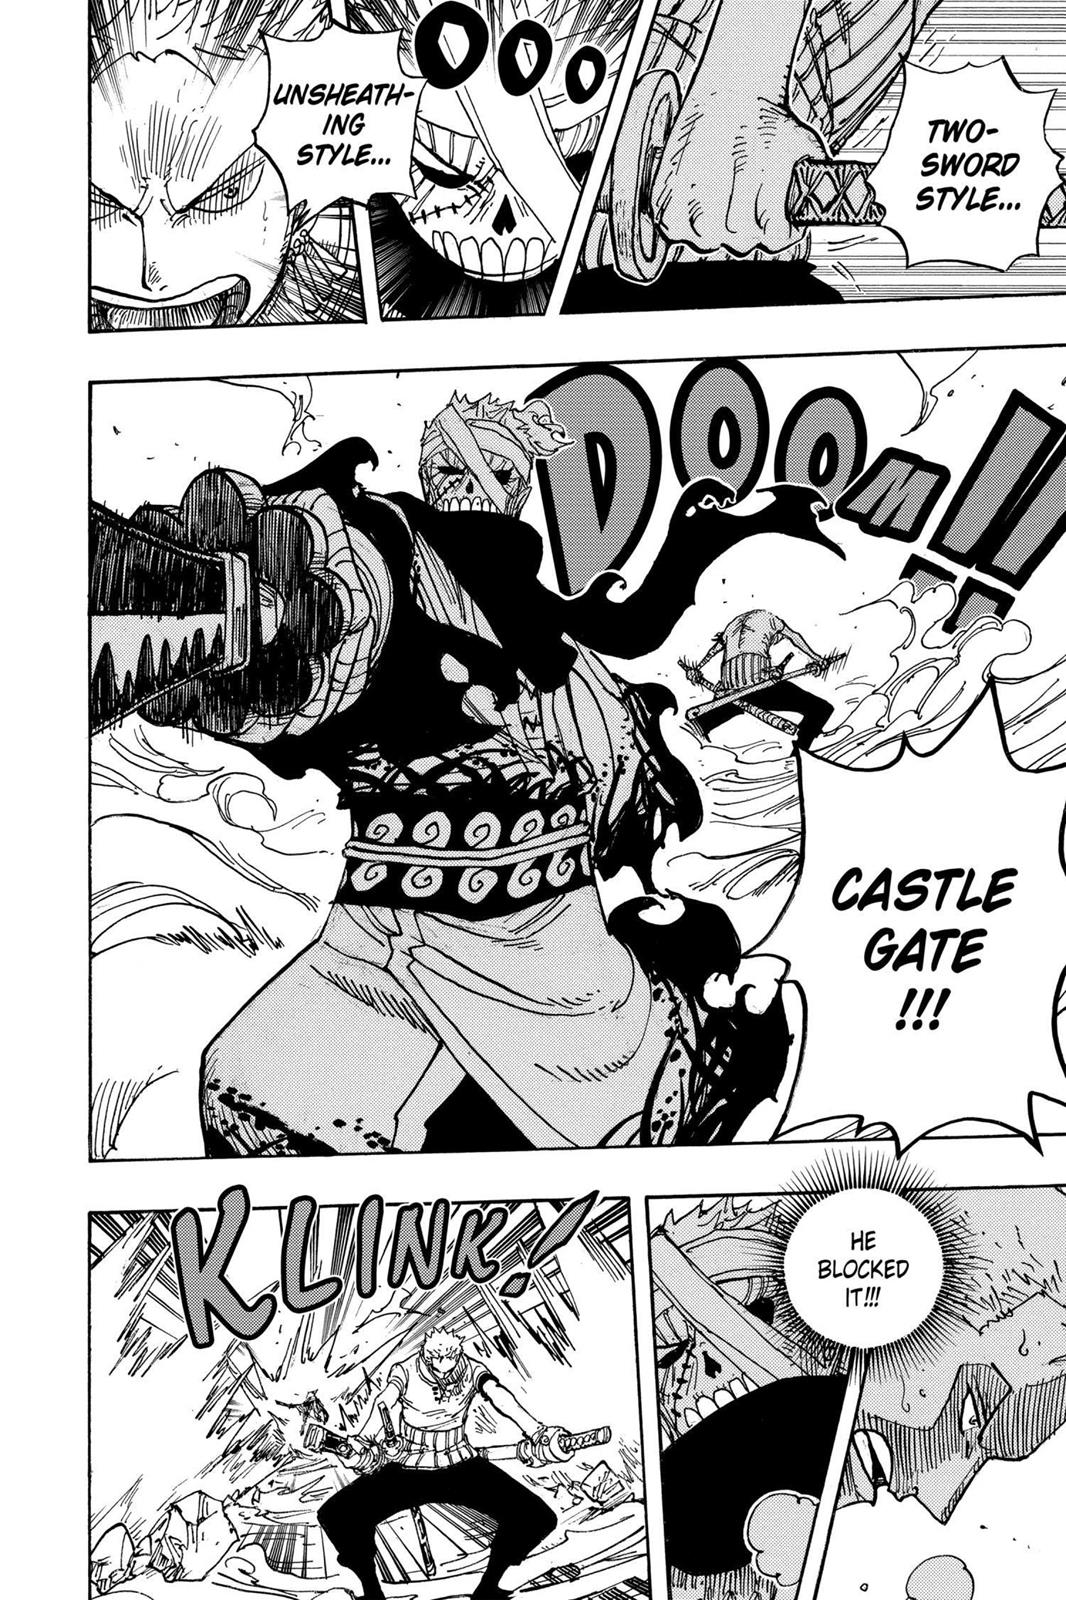 TWO-
SWORD
STYLE...
OOO
UNSHEATH-
ING
STYLE...
DOOM!!
CASTLE
GATE
!!!
HE
BLOCKED
IT!!!
KLINK!